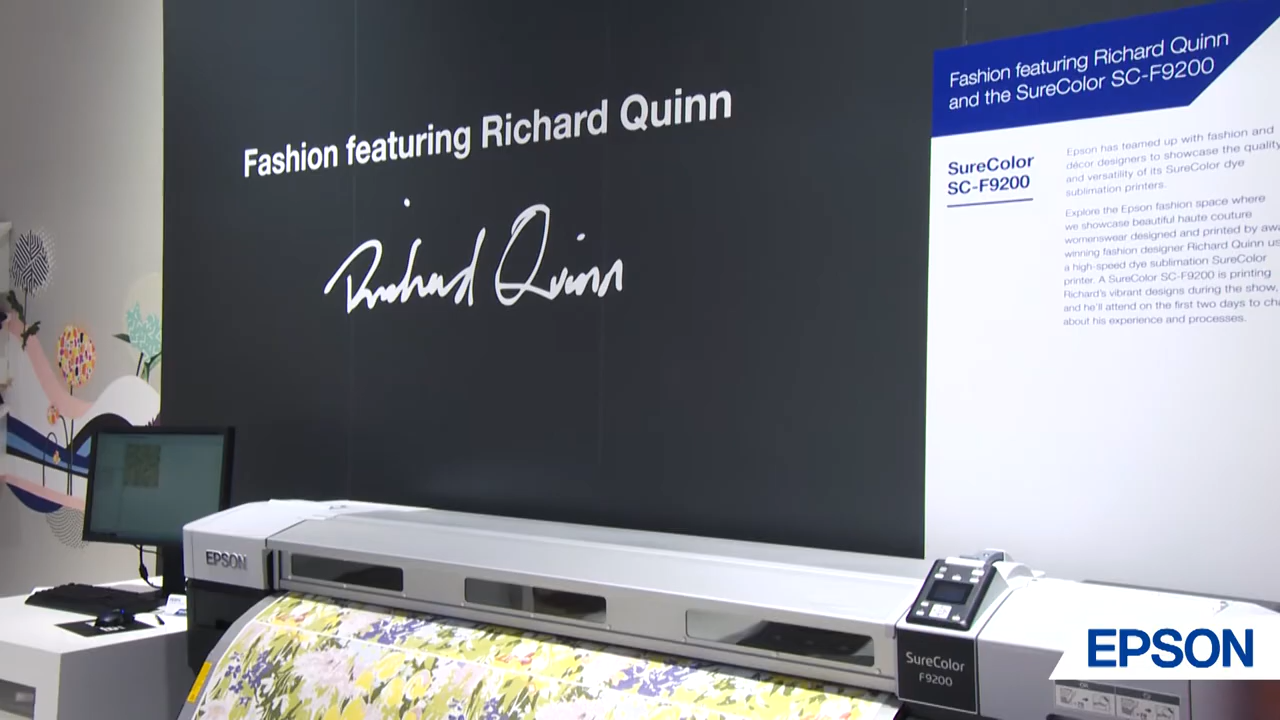 Fashion featuring Richard Quinn
Richard Quinn
Fashion featuring Richard Quinn
and the SureColor SC-F9200
SureColor
SC-F9200
Epson has teamed up with fashion and
décor designers to showcase the quality
and versatility of its SureColor dye
sublimation printers.
Explore the Epson fashion space where
we showcase beautiful haute couture
womenswear designed and printed by
winning fashion designer Richard Quinn
a high-speed dye sublimation SureColor
printer. A SureColor SC-F9200 is printing
Richard's vibrant designs during the show,
and he'll attend on the first two days to
about his experience and processes.
EPSON
SureColor
F9200
EPSON